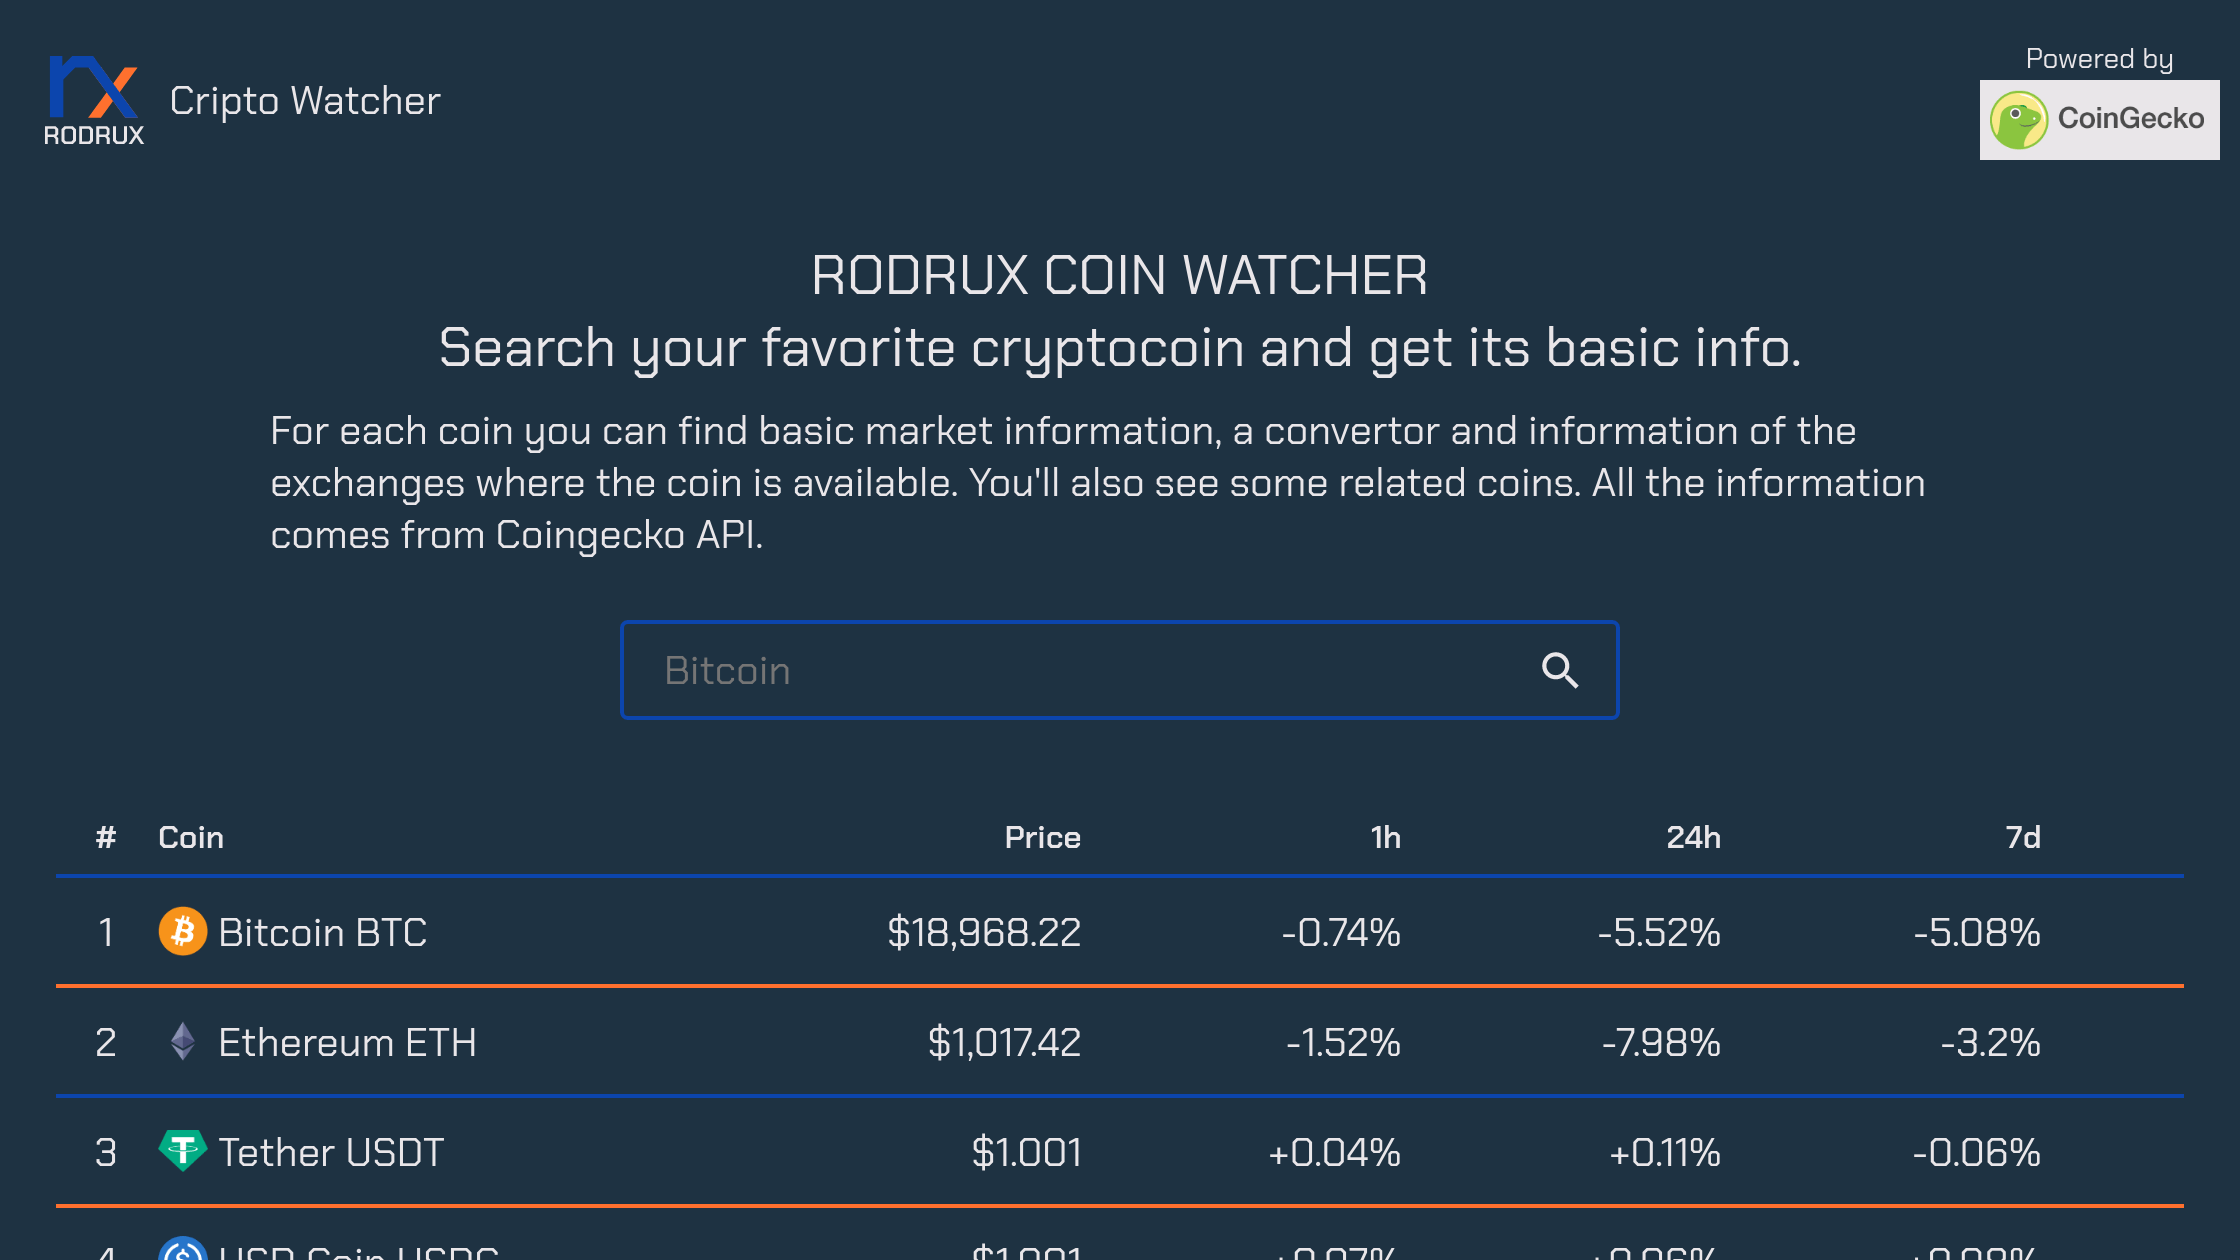 RODRUX
Cripto Watcher
Powered by
CoinGecko
RODRUX COIN WATCHER
Search your favorite cryptocoin and get its basic info.
For each coin you can find basic market information, a convertor and information of the
exchanges where the coin is available. You'll also see some related coins. All the information
comes from Coingecko API.
Bitcoin
# Coin Price 1h 24h 7d
1 Bitcoin BTC $18,968.22 -0.74% -5.52% -5.08%
2 Ethereum ETH $1,017.42 -1.52% -7.98% -3.2%
3 Tether USDT $1.001 +0.04% +0.11% -0.06%
4 USD Coin USDC $1.001